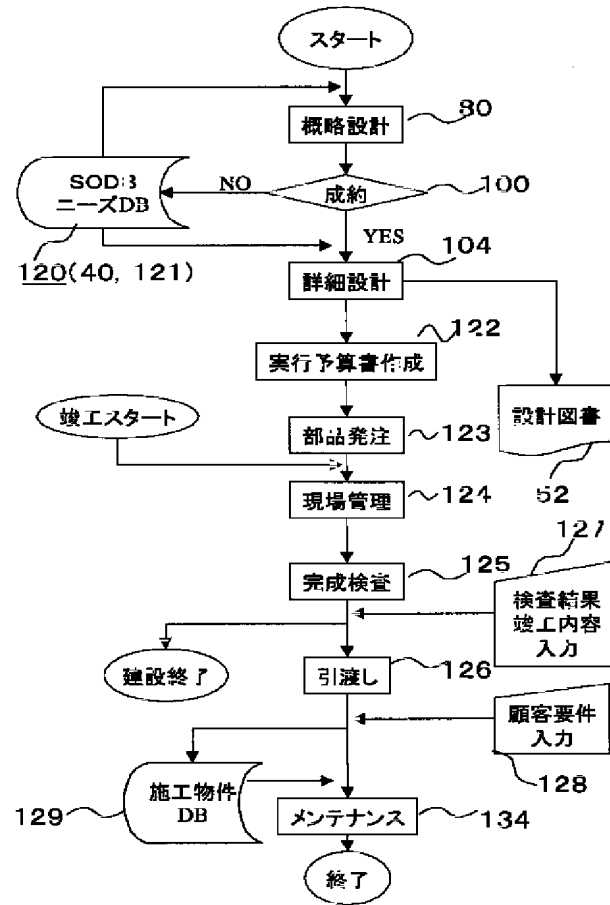 スタート
概略設計
80
SODB
ニーズDB
NO
成約
100
YES
120(40, 121)
詳細設計
104
122
実行予算書作成
竣工スタート
部品発注
123
設計図書
52
現場管理
124
127
完成検査
125
検査結果
竣工内容
入力
建設終了
引渡し
126
顧客要件
入力
128
施工物件
DB
129
メンテナンス
134
終了